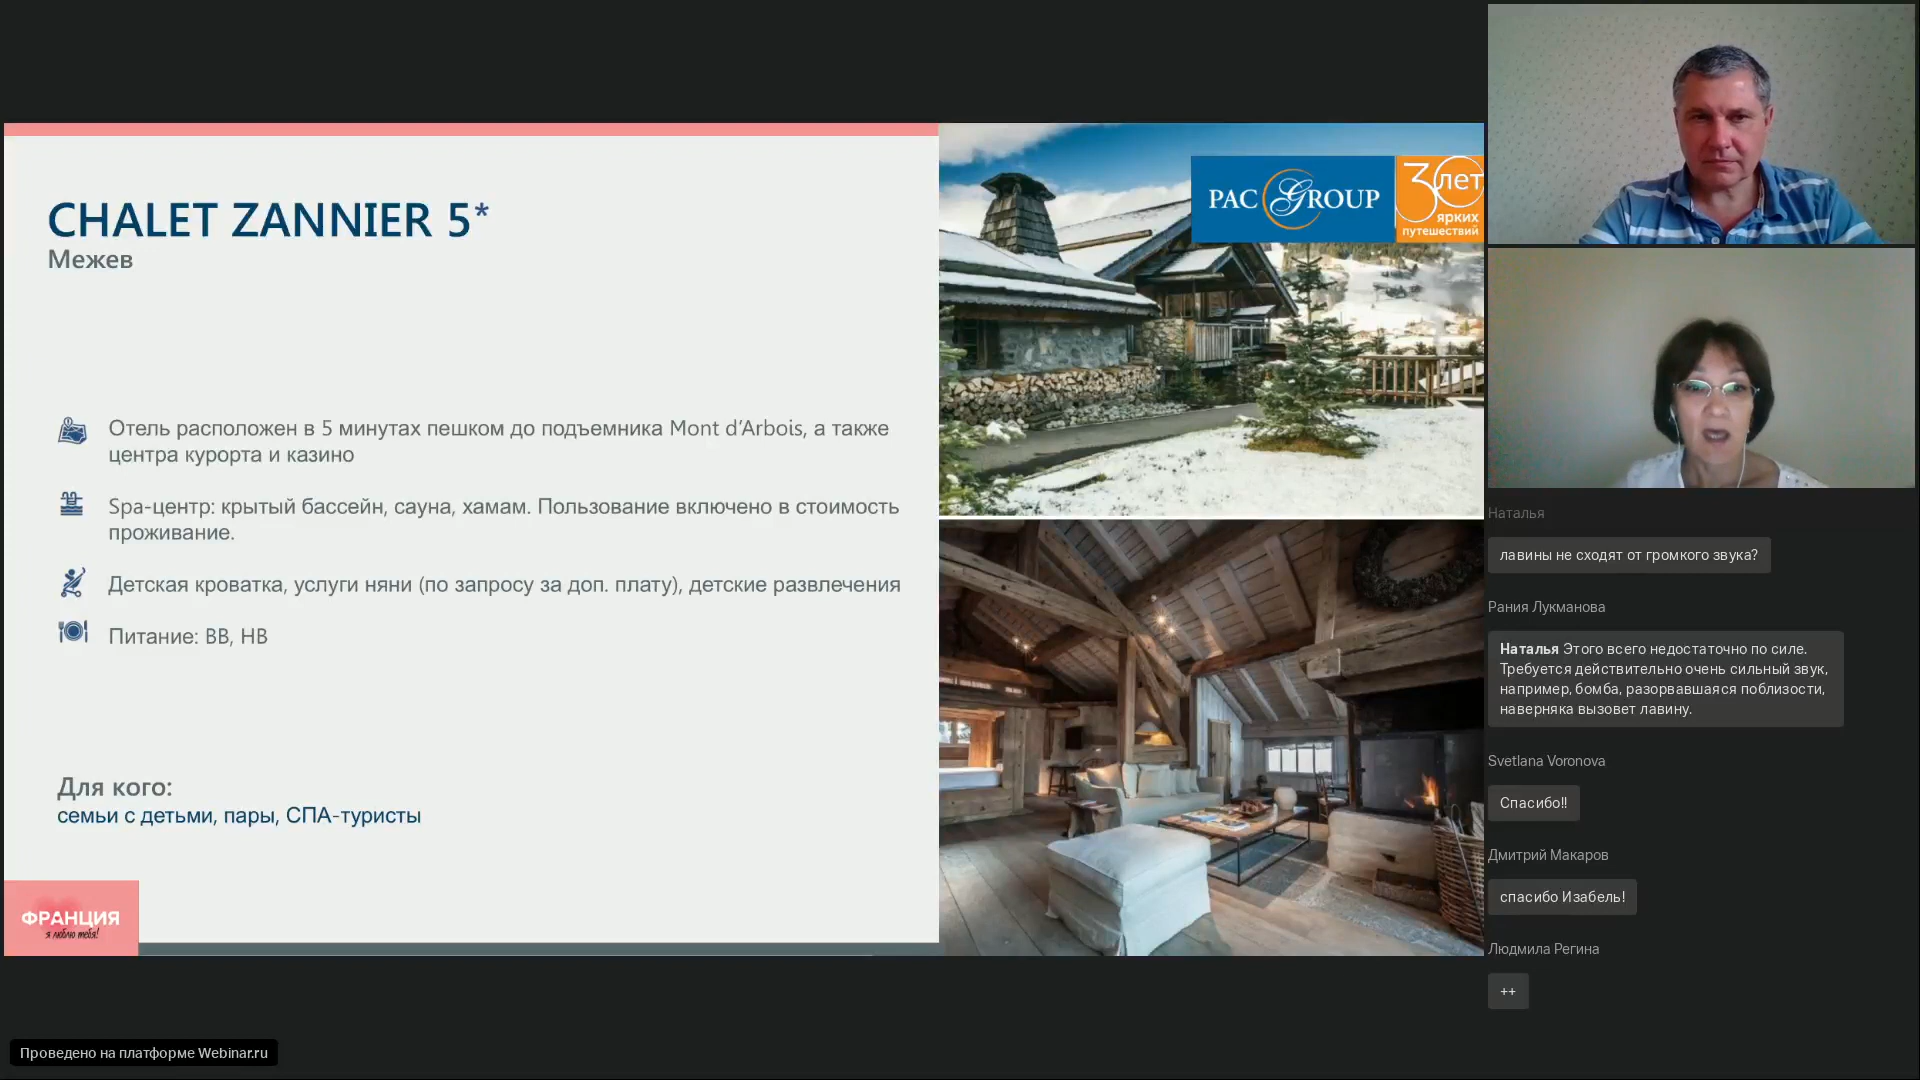 CHALET ZANNIER 5*
Межев
Отель расположен в 5 минутах пешком до подъемника Mont d’Arbois, а также
центра курорта и казино
Spa-центр: крытый бассейн, сауна, хамам. Пользование включено в стоимость
проживание.
Детская кроватка, услуги няни (по запросу за доп. плату), детские развлечения
Питание: BB, HB
Для кого:
семьи с детьми, пары, СПА-туристы
ФРАНЦИЯ
я люблю тебя!
PAC GROUP
30 лет
ярких
путешествий
Наталья
лавины не сходят от громкого звука?
Рания Лукманова
Наталья Этого всего недостаточно по силе.
Требуется действительно очень сильный звук,
например, бомба, разорвавшаяся поблизости,
наверняка вызовет лавину.
Svetlana Voronova
Спасибо!!
Дмитрий Макаров
спасибо Изабель!
Людмила Регина
++
Проведено на платформе Webinar.ru